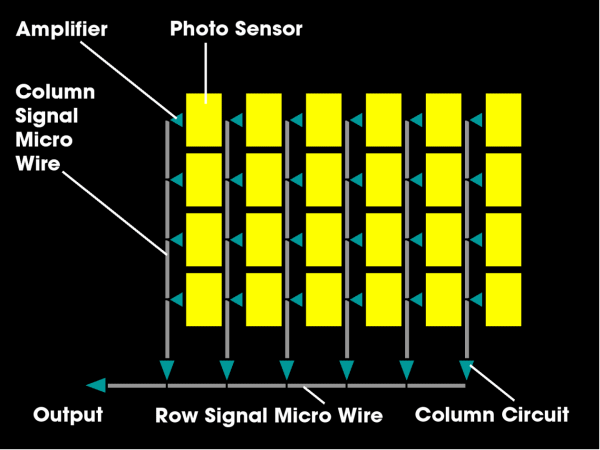 Amplifier
Photo Sensor
Column
Signal
Micro
Wire
Output
Row Signal Micro Wire
Column Circuit